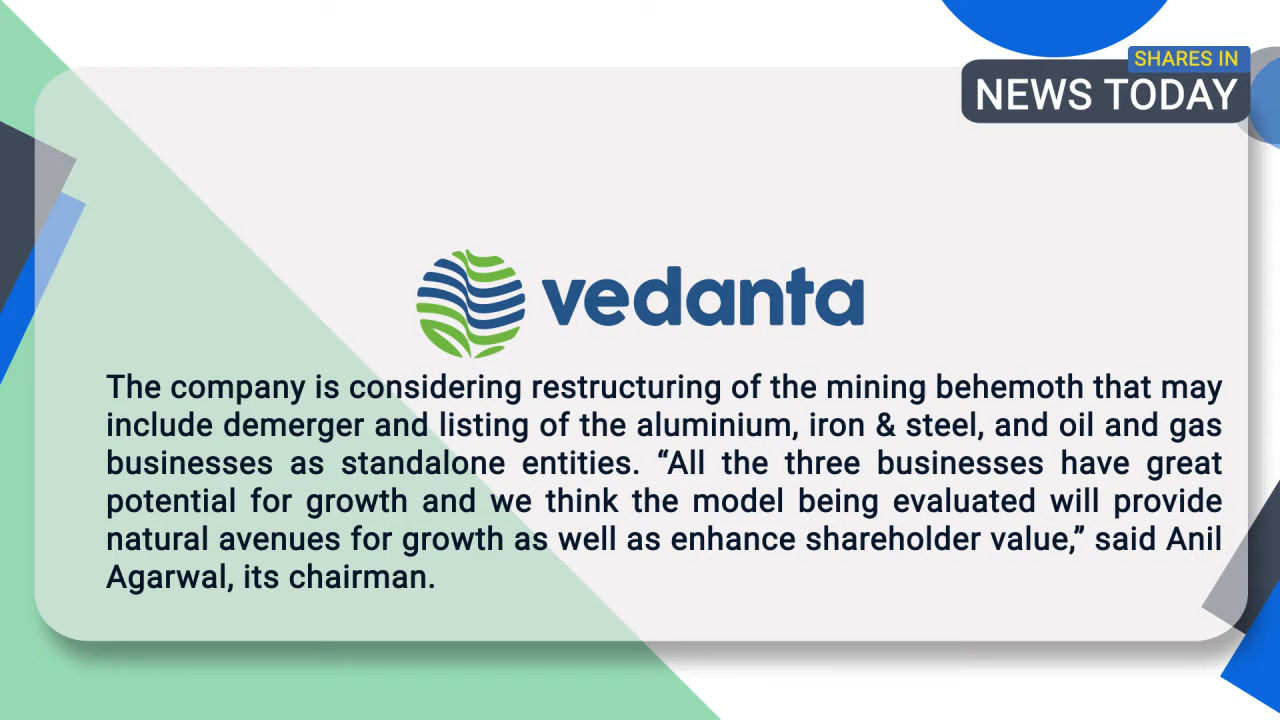 SHARES IN
NEWS TODAY
vedanta
The company is considering restructuring of the mining behemoth that may
include demerger and listing of the aluminium, iron & steel, and oil and gas
businesses as standalone entities. “All the three businesses have great
potential for growth and we think the model being evaluated will provide
natural avenues for growth as well as enhance shareholder value,” said Anil
Agarwal, its chairman.